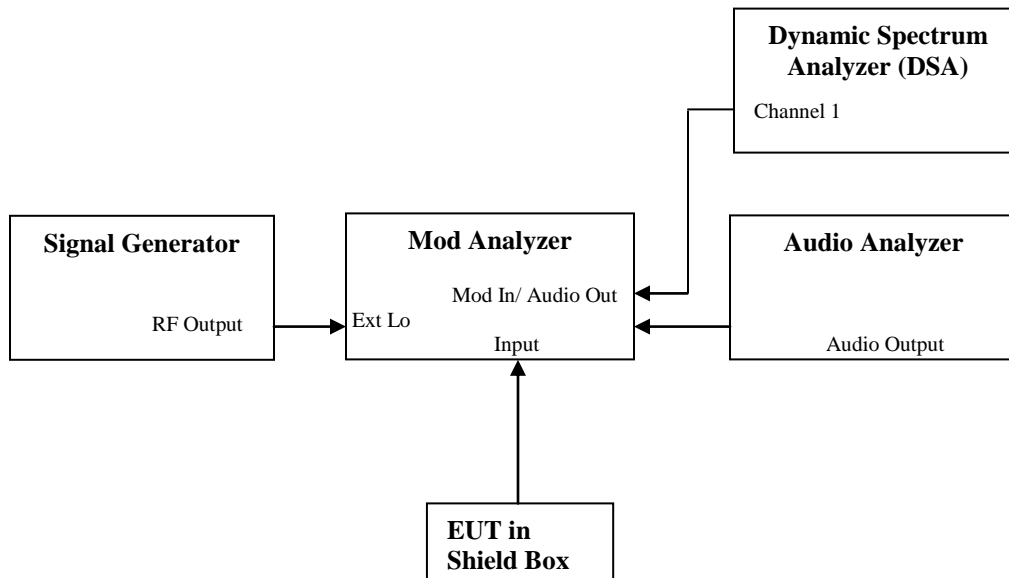 Dynamic Spectrum
Analyzer (DSA)
Channel 1
Signal Generator
RF Output
Mod Analyzer
Mod In/ Audio Out
Ext Lo
Input
Audio Analyzer
Audio Output
EUT in
Shield Box